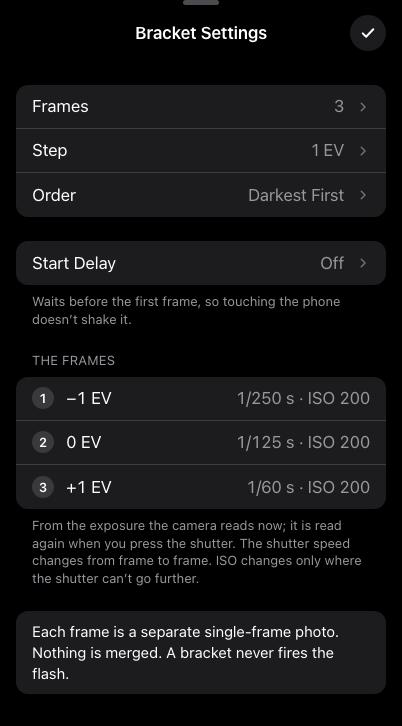 Bracket Settings
Frames 3
Step 1 EV
Order Darkest First
Start Delay Off
Waits before the first frame, so touching the phone
doesn’t shake it.
THE FRAMES
1 −1 EV 1/250 s · ISO 200
2 0 EV 1/125 s · ISO 200
3 +1 EV 1/60 s · ISO 200
From the exposure the camera reads now; it is read
again when you press the shutter. The shutter speed
changes from frame to frame. ISO changes only where
the shutter can’t go further.
Each frame is a separate single-frame photo.
Nothing is merged. A bracket never fires the
flash.